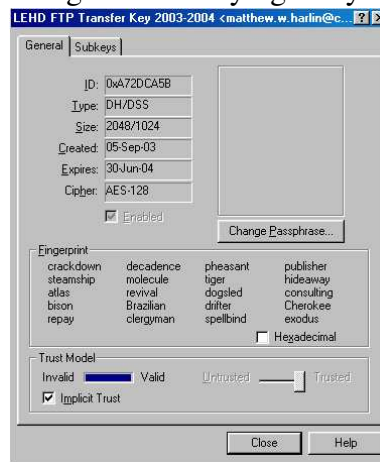 LEHD FTP Transfer Key 2003-2004 <matthew.w.harlin@c...
General Subkeys
ID: 0xA72DCA5B
Type: DH/DSS
Size: 2048/1024
Created: 05-Sep-03
Expires: 30-Jun-04
Cipher: AES-128
Enabled
Change Passphrase...
Fingerprint
crackdown decadence pheasant publisher
steamship molecule tiger hideaway
atlas revival dogsled consulting
bison Brazilian drifter Cherokee
repay clergyman spellbind exodus
Hexadecimal
Trust Model
Invalid Valid Untrusted Trusted
Implicit Trust
Close Help